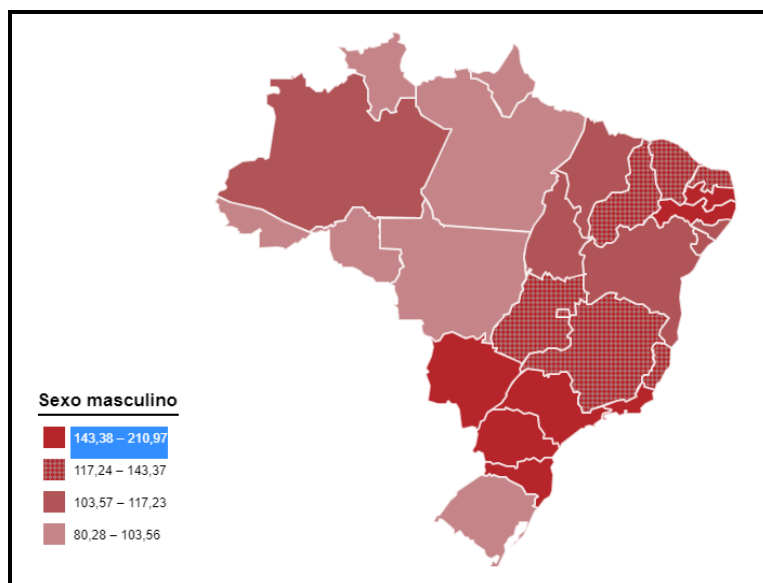 Sexo masculino
143,38 – 210,97
117,24 – 143,37
103,57 – 117,23
80,28 – 103,56